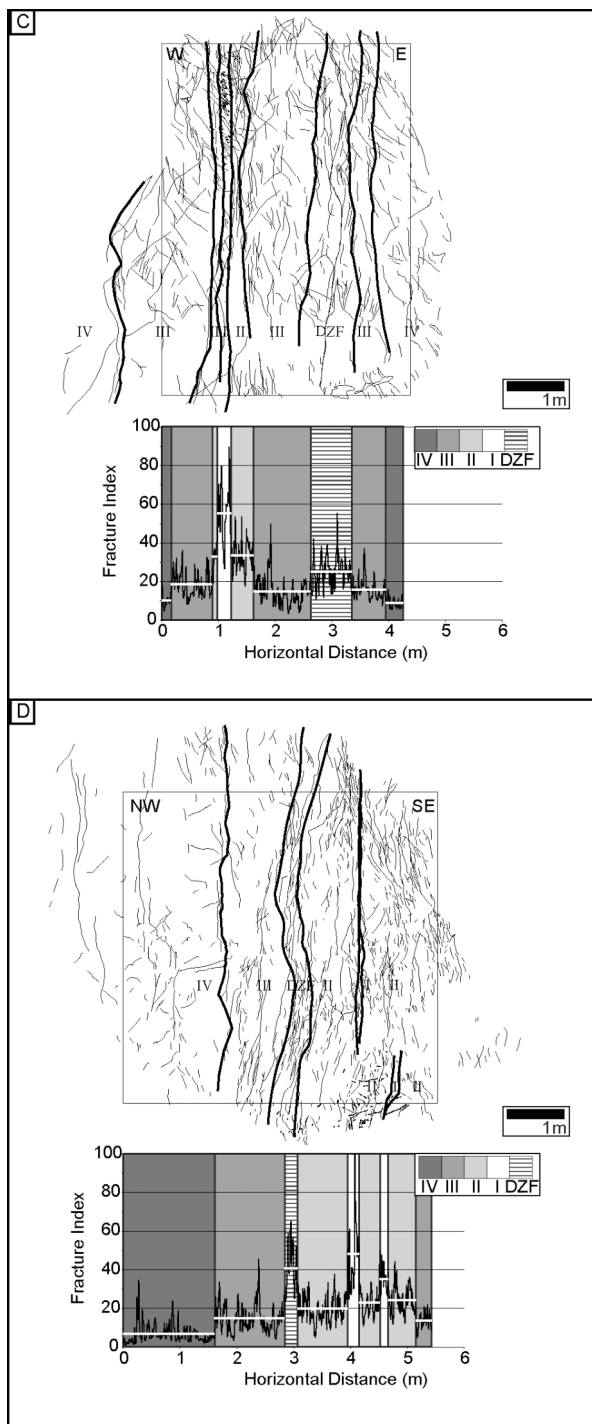 C
W E
IV III II III DZF III IV
1m
100
80
60
40
20
0
Fracture Index
IV III II I DZF
0 1 2 3 4 5 6
Horizontal Distance (m)
D
NW SE
IV III DZF II I II
II I II
1m
100
80
60
40
20
0
Fracture Index
IV III II I DZF
0 1 2 3 4 5 6
Horizontal Distance (m)